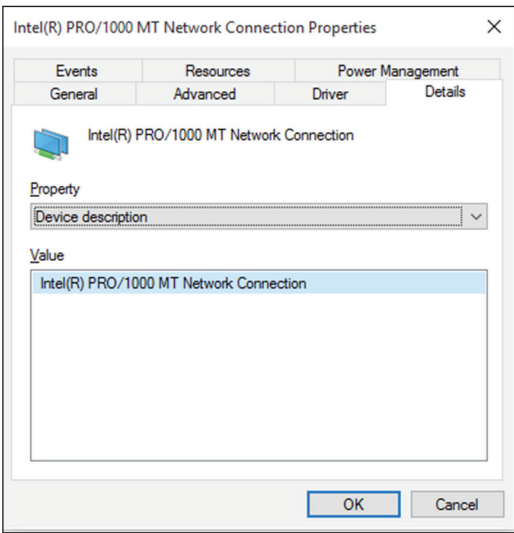 Intel(R) PRO/1000 MT Network Connection Properties
Events Resources Power Management
General Advanced Driver Details
Intel(R) PRO/1000 MT Network Connection
Property
Device description
Value
Intel(R) PRO/1000 MT Network Connection
OK Cancel